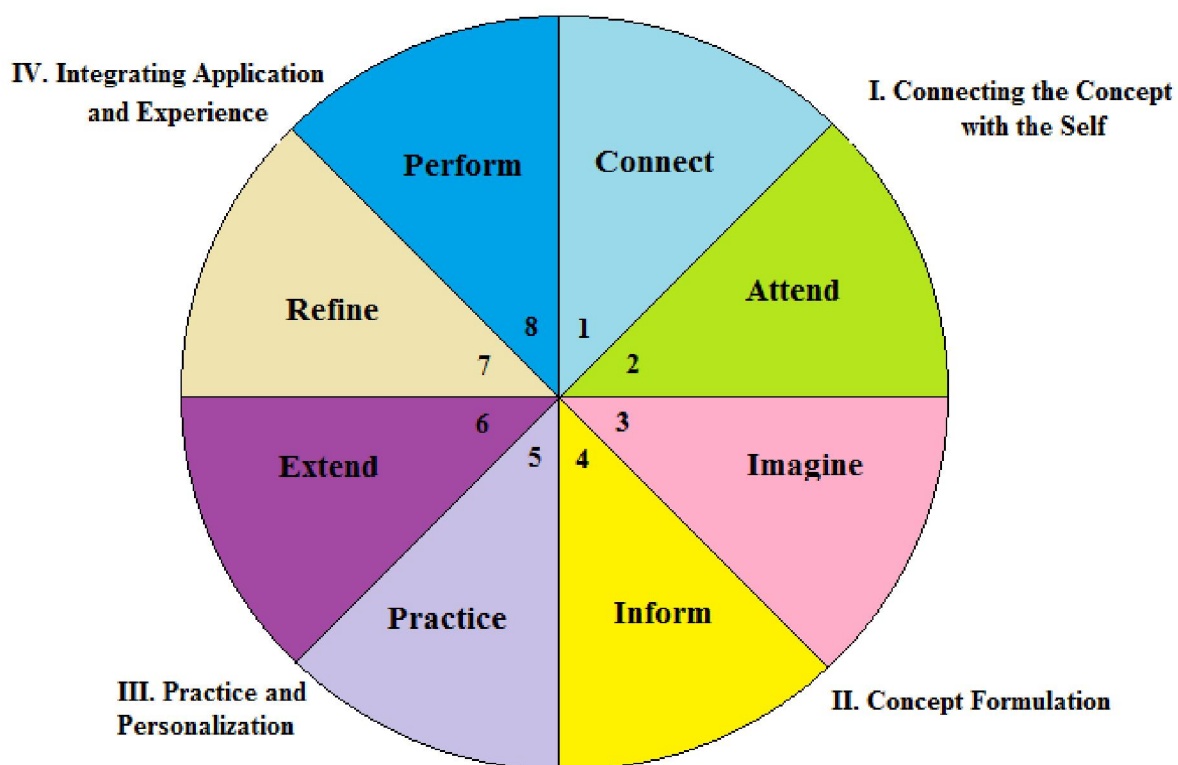 IV. Integrating Application
and Experience
I. Connecting the Concept
with the Self
Perform
Connect
Attend
Refine
8
1
7
2
6
3
5
4
Extend
Imagine
Practice
Inform
III. Practice and
Personalization
II. Concept Formulation